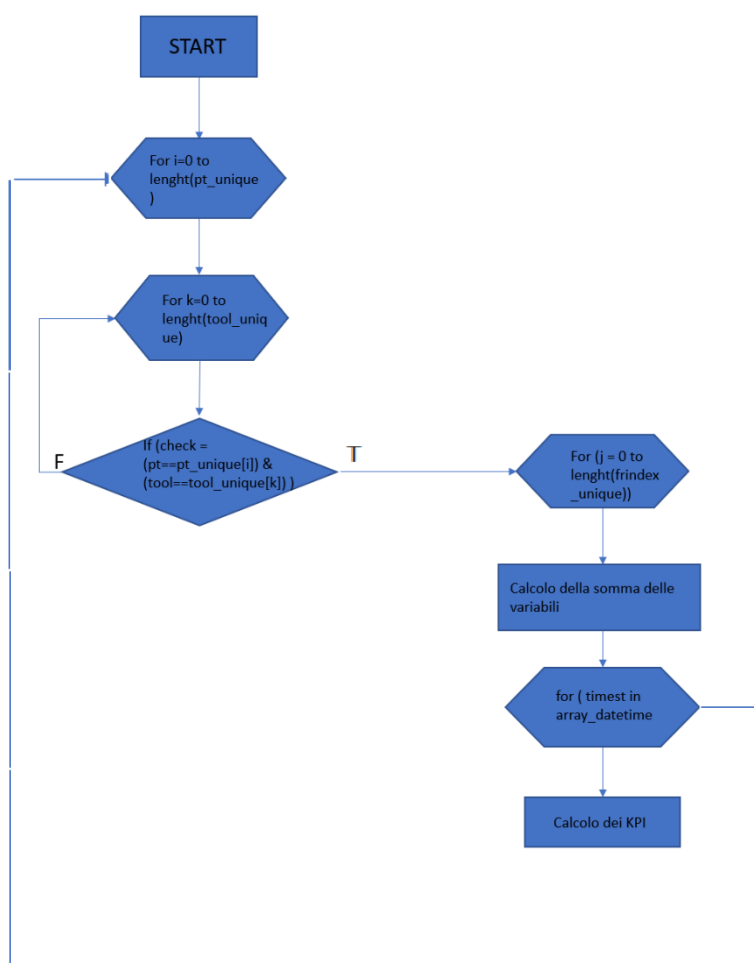 START
For i=0 to
lenght(pt_unique
)
For k=0 to
lenght(tool_uniq
ue)
If (check =
(pt==pt_unique[i]) &
(tool==tool_unique[k]) )
F
T
For (j = 0 to
lenght(frindex
_unique))
Calcolo della somma delle
variabili
for ( timest in
array_datetime
Calcolo dei KPI